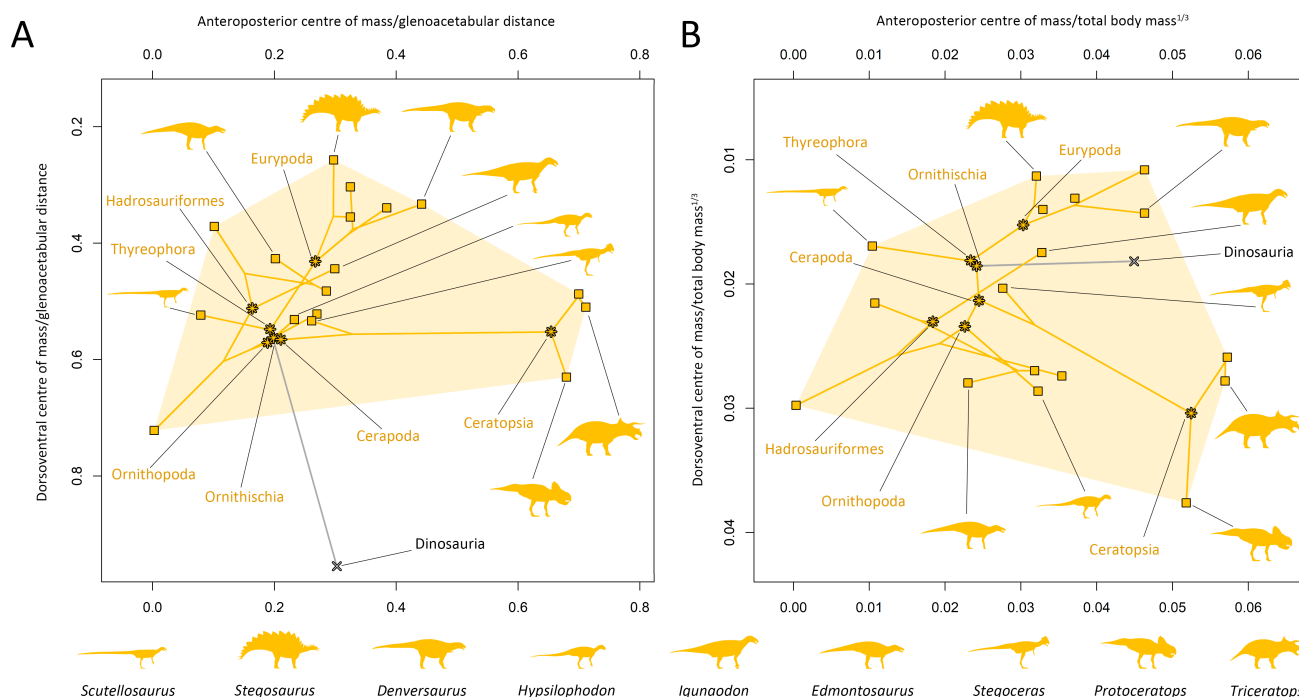 A
Anteroposterior centre of mass/glenoacetabular distance
0.0 0.2 0.4 0.6 0.8
Dorsoventral centre of mass/glenoacetabular distance
0.2
0.4
0.6
0.8
Eurypoda
Hadrosauriformes
Thyreophora
Ceratopsia
Cerapoda
Ornithopoda
Ornithischia
Dinosauria
0.0 0.2 0.4 0.6 0.8
B
Anteroposterior centre of mass/total body mass1/3
0.00 0.01 0.02 0.03 0.04 0.05 0.06
Dorsoventral centre of mass/total body mass1/3
0.01
0.02
0.03
0.04
Thyreophora
Eurypoda
Ornithischia
Cerapoda
Dinosauria
Hadrosauriformes
Ornithopoda
Ceratopsia
0.00 0.01 0.02 0.03 0.04 0.05 0.06
Scutellosaurus Stegosaurus Denversaurus Hypsilophodon Igunaodon Edmontosaurus Stegoceras Protoceratops Triceratops